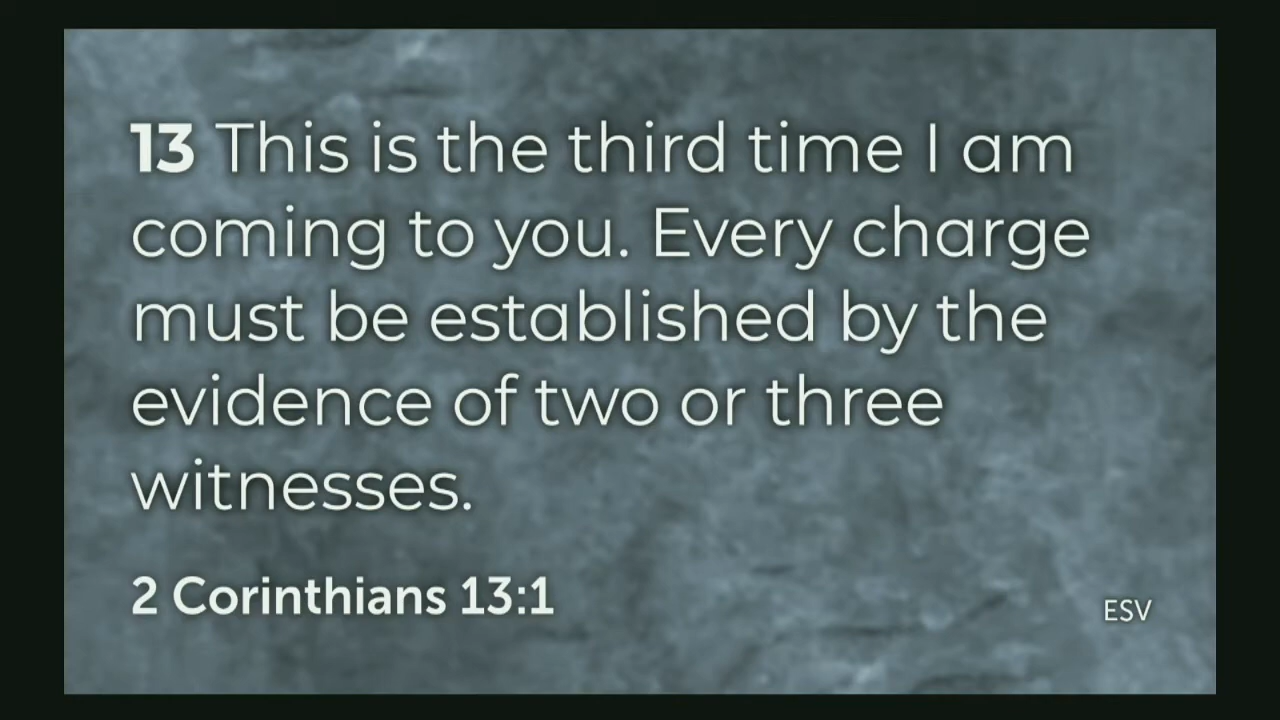 13 This is the third time I am
coming to you. Every charge
must be established by the
evidence of two or three
witnesses.
2 Corinthians 13:1
ESV